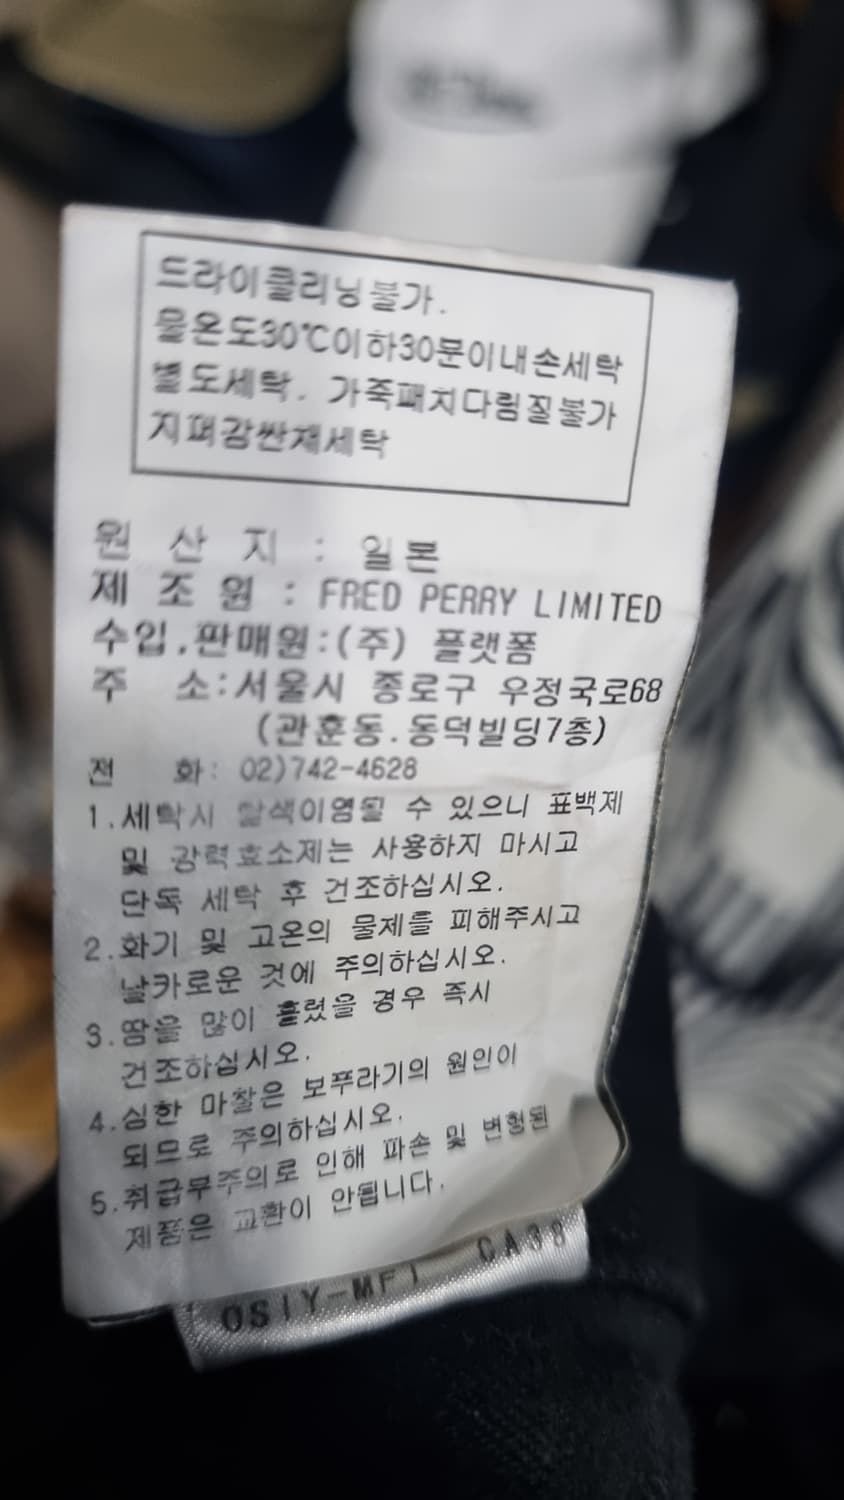 드라이클리닝불가.
물온도30℃이하30분이내손세탁
별도세탁. 가죽패치다림질불가
지퍼감싼채세탁
원 산 지 : 일본
제 조 원 : FRED PERRY LIMITED
수입,판매원:(주) 플랫폼
주 소:서울시 종로구 우정국로68
(관훈동.동덕빌딩7층)
전 화: 02)742-4628
1.세탁시 탈색이염될 수 있으니 표백제
및 강력효소제는 사용하지 마시고
단독 세탁 후 건조하십시오.
2.화기 및 고온의 물제를 피해주시고
날카로운 것에 주의하십시오.
3.땀을 많이 흘렸을 경우 즉시
건조하십시오.
4.심한 마찰은 보푸라기의 원인이
되므로 주의하십시오.
5.취급부주의로 인해 파손 및 변형된
제품은 교환이 안됩니다.
CA38